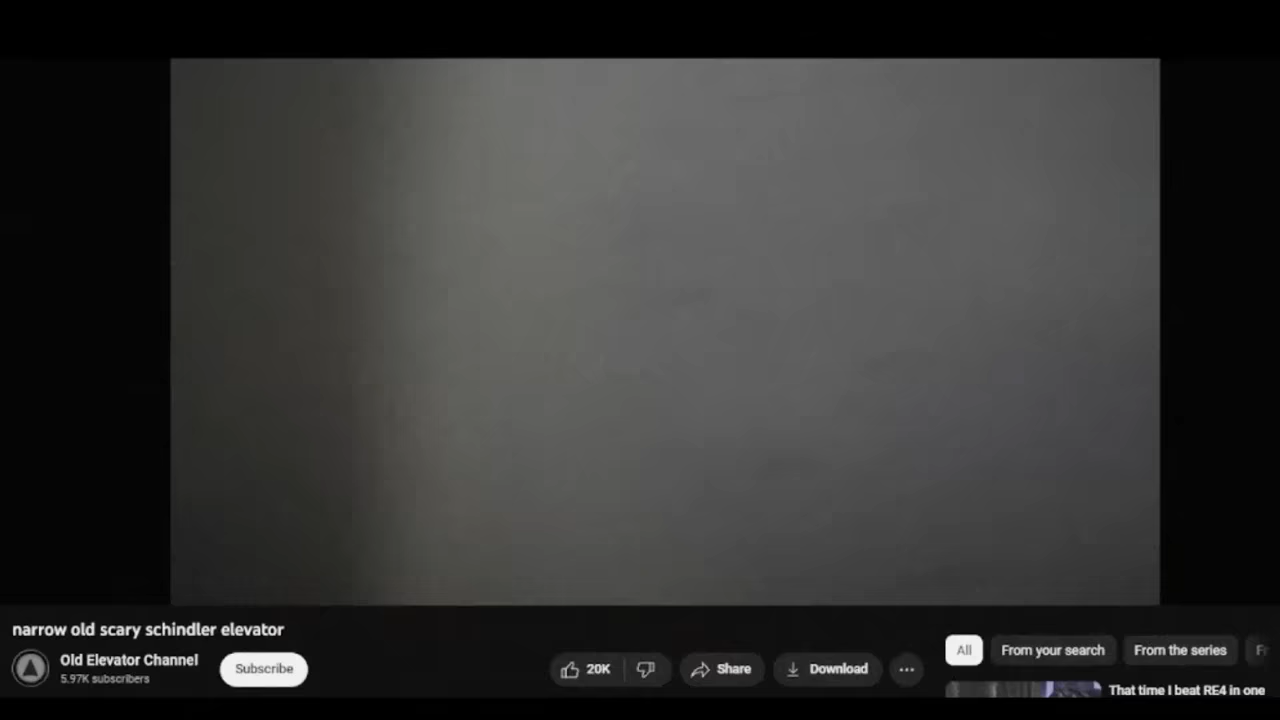 narrow old scary schindler elevator
Old Elevator Channel
5.97K subscribers
Subscribe
20K
Share
Download
All
From your search
From the series
Fr
That time I beat RE4 in one